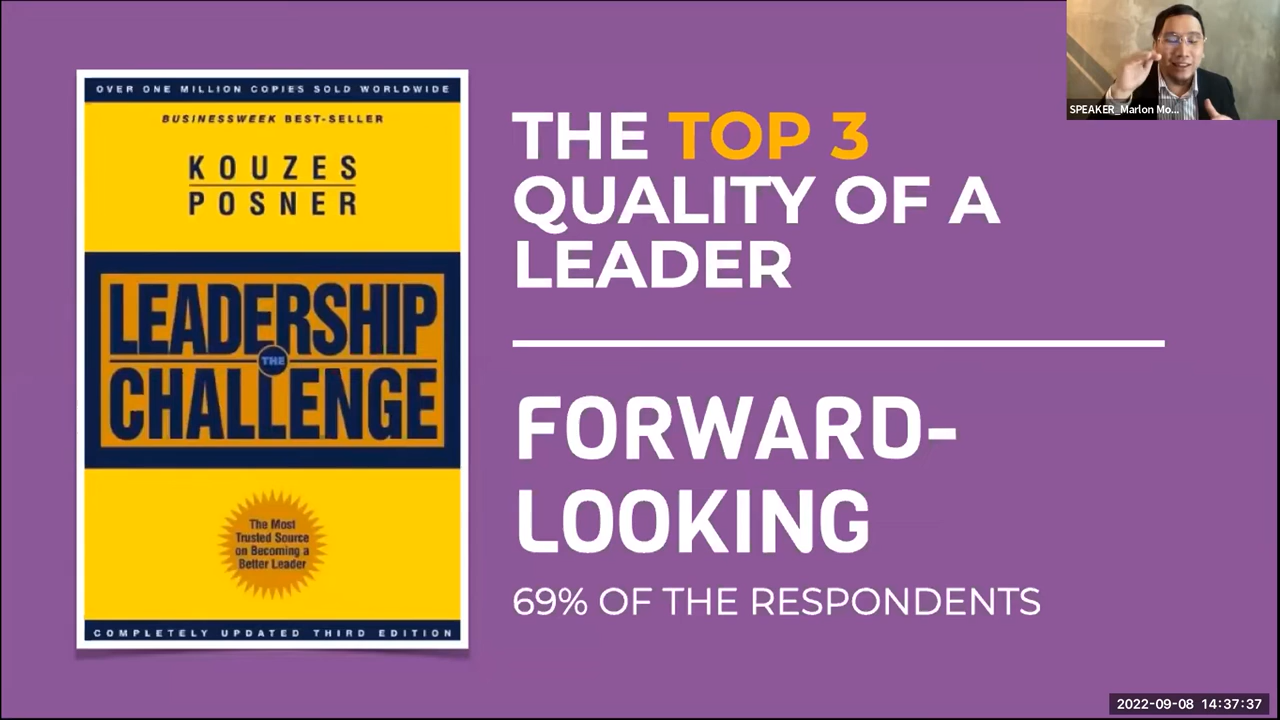 OVER ONE MILLION COPIES SOLD WORLDWIDE
BUSINESSWEEK BEST-SELLER
KOUZES
POSNER
LEADERSHIP
THE
CHALLENGE
The Most
Trusted Source
on Becoming a
Better Leader
COMPLETELY UPDATED THIRD EDITION
THE TOP 3
QUALITY OF A
LEADER
FORWARD-
LOOKING
69% OF THE RESPONDENTS
SPEAKER_Marlon Mo...
2022-09-08 14:37:37